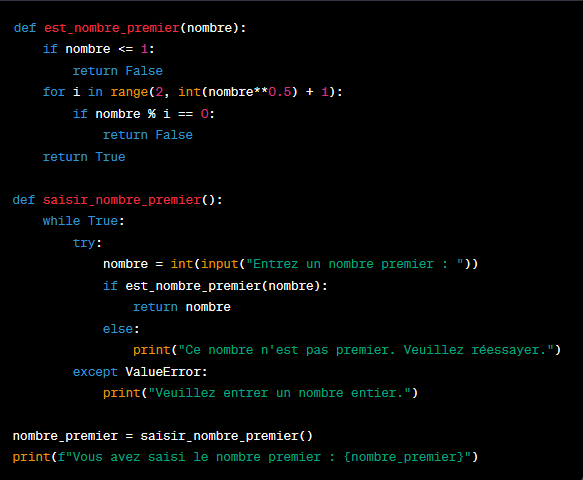 def est_nombre_premier(nombre):
    if nombre <= 1:
        return False
    for i in range(2, int(nombre**0.5) + 1):
        if nombre % i == 0:
            return False
    return True

def saisir_nombre_premier():
    while True:
        try:
            nombre = int(input("Entrez un nombre premier : "))
            if est_nombre_premier(nombre):
                return nombre
            else:
                print("Ce nombre n'est pas premier. Veuillez réessayer.")
        except ValueError:
            print("Veuillez entrer un nombre entier.")

nombre_premier = saisir_nombre_premier()
print(f"Vous avez saisi le nombre premier : {nombre_premier}")